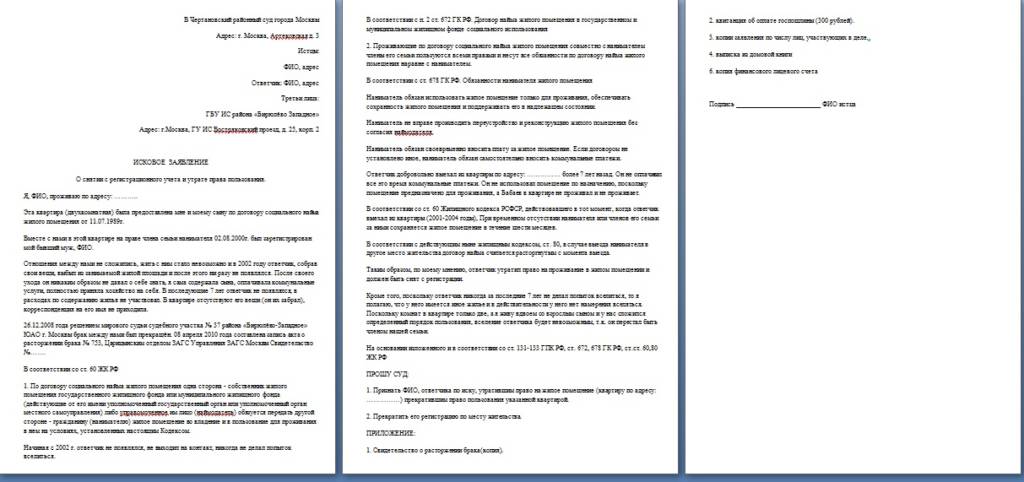 В Чертановский районный суд города Москвы
Адрес: г. Москва, Артековская д. 3
Истцы:
ФИО, адрес
Ответчик: ФИО, адрес
Третьи лица:
ГБУ ИС района «Бирюлёво Западное»
Адрес: г.Москва, ГУ ИС Востряковский проезд, д. 25, корп. 2
ИСКОВОЕ ЗАЯВЛЕНИЕ
О снятии с регистрационного учета и утрате права пользования.
Я, ФИО, проживаю по адресу: ...........
Эта квартира (двухкомнатная) была предоставлена мне и моему сыну по договору социального найма
жилого помещения от 11.07.1989г.
Вместе с нами в этой квартире на праве члена семьи нанимателя 02.08.2000г. был зарегистрирован
мой бывший муж, ФИО.
Отношения между нами не сложились, жить с ним стало невозможно и в 2002 году ответчик, собрав
свои вещи, выбыл из занимаемой жилой площади и после этого ни разу не появлялся. После своего
ухода он никаким образом не давал о себе знать, я сама содержала сына, оплачивала коммунальные
услуги, полностью приняла хозяйство на себя. В последующие 7 лет ответчик не появлялся, в
расходах по содержанию жилья не участвовал. В квартире отсутствуют его вещи (он их забрал),
корреспонденция на его имя не приходила.
26.12.2008 года решением мирового судьи судебного участка № 37 района «Бирюлёво-Западное»
ЮАО г. Москвы брак между нами был прекращён. 08 апреля 2010 года составлена запись акта о
расторжении брака № 753, Царицынским отделом ЗАГС Управления ЗАГС Москвы Свидетельство
№.......
В соответствии со ст. 60 ЖК РФ
1. По договору социального найма жилого помещения одна сторона - собственник жилого
помещения государственного жилищного фонда или муниципального жилищного фонда
(действующие от его имени уполномоченный государственный орган или уполномоченный орган
местного самоуправления) либо управомоченное им лицо (наймодатель) обязуется передать другой
стороне - гражданину (нанимателю) жилое помещение во владение и в пользование для проживания
в нем на условиях, установленных настоящим Кодексом.
Начиная с 2002 г. ответчик не появлялся, не выходит на контакт, никогда не делал попыток
вселиться.
В соответствии с п. 2 ст. 672 ГК РФ. Договор найма жилого помещения в государственном и
муниципальном жилищном фонде социального использования
2. Проживающие по договору социального найма жилого помещения совместно с нанимателем
члены его семьи пользуются всеми правами и несут все обязанности по договору найма жилого
помещения наравне с нанимателем.
В соответствии со ст. 678 ГК РФ. Обязанности нанимателя жилого помещения
Наниматель обязан использовать жилое помещение только для проживания, обеспечивать
сохранность жилого помещения и поддерживать его в надлежащем состоянии.
Наниматель не вправе производить переустройство и реконструкцию жилого помещения без
согласия наймодателя.
Наниматель обязан своевременно вносить плату за жилое помещение. Если договором не
установлено иное, наниматель обязан самостоятельно вносить коммунальные платежи.
Ответчик добровольно выехал из квартиры по адресу: ............... более 7 лет назад. Он не оплачивал
все это время коммунальные платежи. Он не использовал помещение по назначению, поскольку
помещение предназначено для проживания, а Бабаев в квартире не проживал и не проживает.
В соответствии со ст. 60 Жилищного кодекса РСФСР, действовавшего в тот момент, когда ответчик
выехал из квартиры (2001-2004 годы), При временном отсутствии нанимателя или членов его семьи
за ними сохраняется жилое помещение в течение шести месяцев.
В соответствии с действующим ныне жилищным кодексом, ст. 80, в случае выезда нанимателя в
другое место жительства договор найма считается расторгнутым с момента выезда.
Таким образом, по моему мнению, ответчик утратил право на проживание в жилом помещении и
должен быть снят с регистрации.
Кроме того, поскольку ответчик никогда за последние 7 лет не делал попыток вселиться, то я
полагаю, что у него имеется иное жилье и в действительности у него нет намерения вселяться.
Поскольку комнат в квартире только две, а я живу вдвоем со взрослым сыном и у нас сложился
определенный порядок пользования, вселение ответчика будет невозможным, т.к. он перестал быть
членом нашей семьи.
На основании изложенного и в соответствии со ст. 131-133 ГПК РФ, ст. 672, 678 ГК РФ, ст.ст. 60,80
ЖК РФ
ПРОШУ СУД:
1. Признать ФИО, ответчика по иску, утратившим право на жилое помещение (квартиру по адресу:
...............) прекратившим право пользования указанной квартирой.
2. Прекратить его регистрацию по месту жительства.
ПРИЛОЖЕНИЕ:
1. Свидетельство о расторжении брака(копия).
2. квитанция об оплате госпошлины (300 рублей).
3. копии заявления по числу лиц, участвующих в деле.,
4. выписка из домовой книги
6. копия финансового лицевого счета
Подпись ____________________ ФИО истца